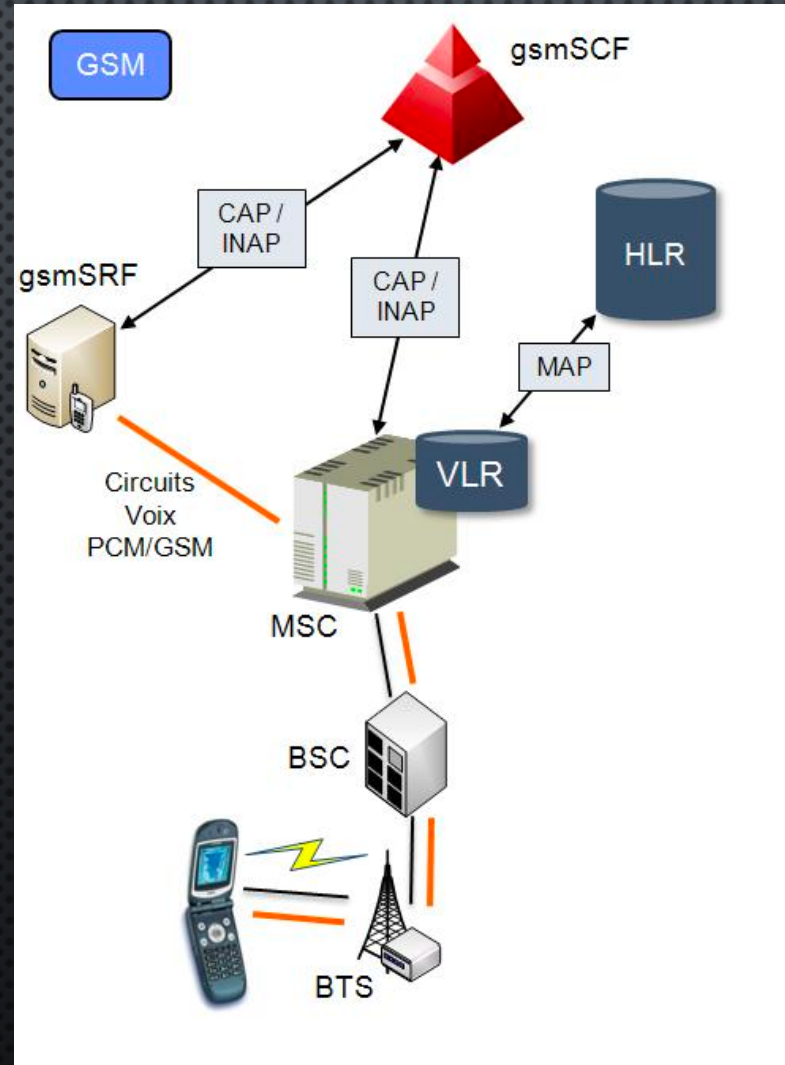 GSM
gsmSCF
CAP /
INAP
HLR
gsmSRF
CAP /
INAP
MAP
VLR
Circuits
Voix
PCM/GSM
MSC
BSC
BTS